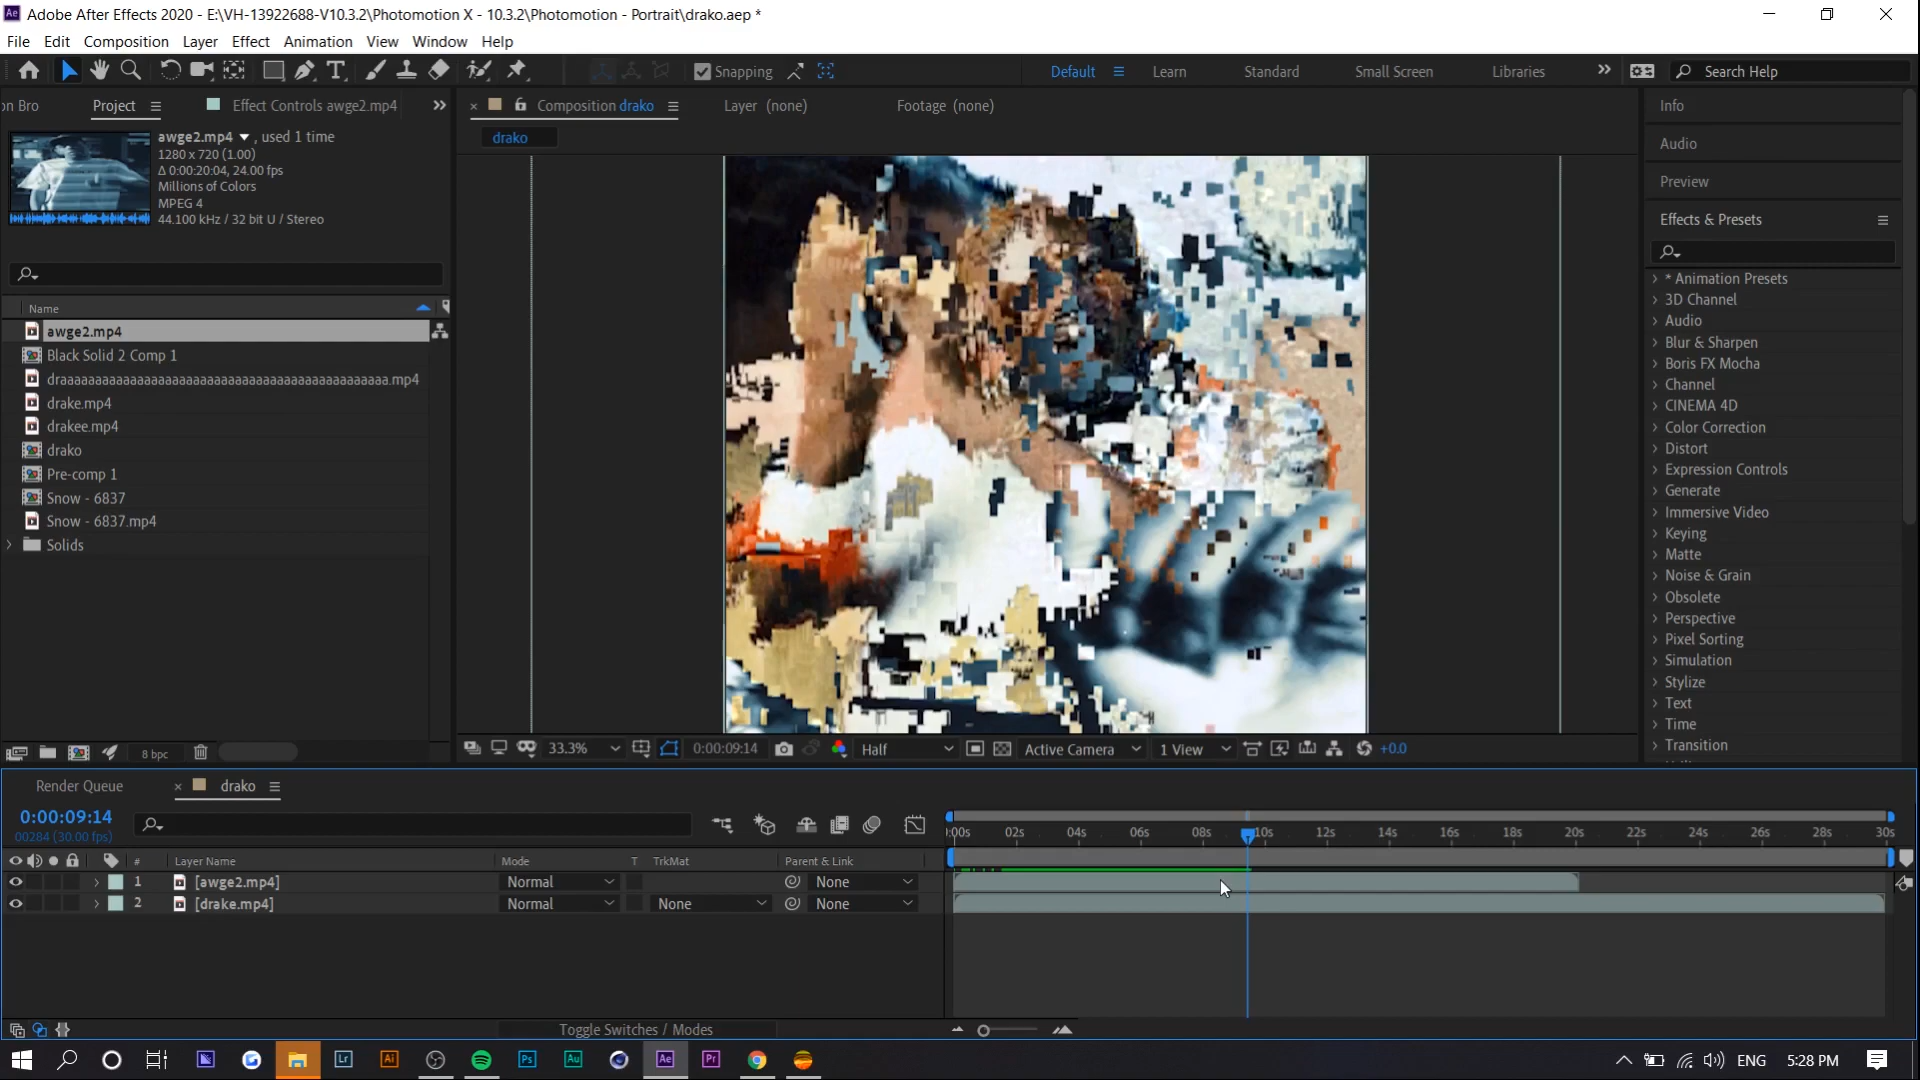 Adobe After Effects 2020 - E:\VH-13922688-V10.3.2\Photomotion X - 10.3.2\Photomotion - Portrait\drako.aep *
File Edit Composition Layer Effect Animation View Window Help
Snapping Default Learn Standard Small Screen Libraries Search Help
on Bro Project Effect Controls awge2.mp4 Composition drako Layer (none) Footage (none)
drako
awge2.mp4 , used 1 time
1280 x 720 (1.00)
Δ 0:00:20:04, 24.00 fps
Millions of Colors
MPEG 4
44.100 kHz / 32 bit U / Stereo
Name
awge2.mp4
Black Solid 2 Comp 1
drake.mp4
drakee.mp4
drako
Pre-comp 1
Snow - 6837
Snow - 6837.mp4
Solids
8 bpc
33.3% 0:00:09:14 Half Active Camera 1 View +0.0
Info
Audio
Preview
Effects & Presets
* Animation Presets
3D Channel
Audio
Blur & Sharpen
Boris FX Mocha
Channel
CINEMA 4D
Color Correction
Distort
Expression Controls
Generate
Immersive Video
Keying
Matte
Noise & Grain
Obsolete
Perspective
Pixel Sorting
Simulation
Stylize
Text
Time
Transition
Render Queue drako
0:00:09:14
00284 (30.00 fps)
:00s 02s 04s 06s 08s 10s 12s 14s 16s 18s 20s 22s 24s 26s 28s 30s
# Layer Name Mode T TrkMat Parent & Link
1 [awge2.mp4] Normal None
2 [drake.mp4] Normal None None
Toggle Switches / Modes
Lr Ai Ps Au Ae Pr ENG 5:28 PM